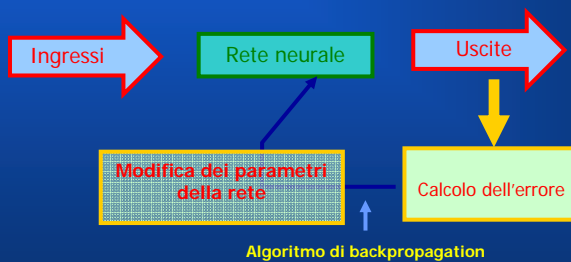 Ingressi
Rete neurale
Uscite
Modifica dei parametri
della rete
Calcolo dell'errore
Algoritmo di backpropagation